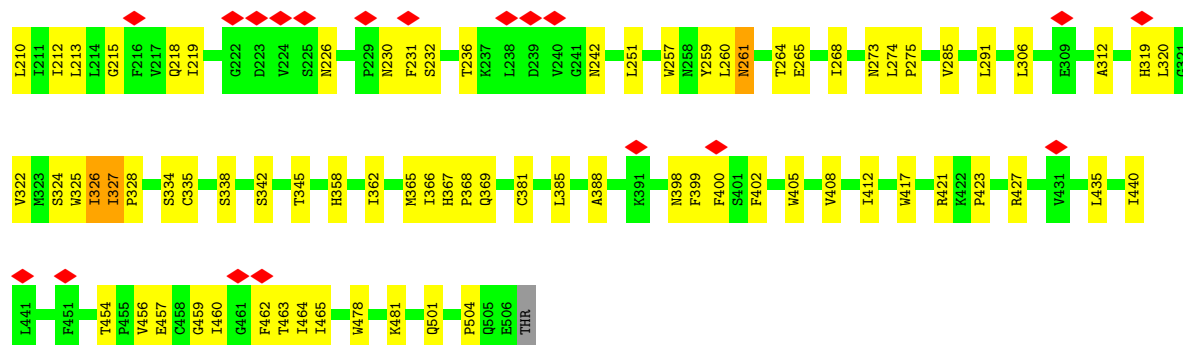 L210 I211 I212 L213 L214 G215 F216 V217 Q218 I219 G222 D223 V224 S225 N226 P229 N230 F231 S232 T236 K237 L238 D239 V240 G241 N242 L251 W257 N258 Y259 L260 N261 T264 E265 I268 N273 L274 P275 V285 L291 L306 E309 A312 H319 L320 G321
V322 M323 S324 W325 I326 I327 P328 S334 C335 S338 S342 T345 H358 I362 M365 I366 H367 P368 Q369 C381 L385 A388 K391 N398 F399 F400 S401 F402 W405 V408 I412 W417 R421 K422 P423 R427 V431 L435 I440
L441 F451 T454 P455 V456 E457 C458 G459 I460 G461 F462 T463 I464 I465 W478 K481 Q501 P504 Q505 E506 THR